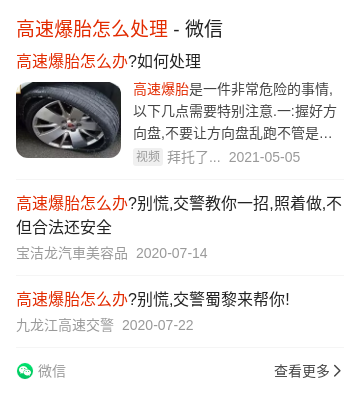 高速爆胎怎么处理 - 微信
高速爆胎怎么办?如何处理
高速爆胎是一件非常危险的事情,
以下几点需要特别注意.一:握好方
向盘,不要让方向盘乱跑不管是...
视频 拜托了... 2021-05-05
高速爆胎怎么办?别慌,交警教你一招,照着做,不
但合法还安全
宝洁龙汽車美容品 2020-07-14
高速爆胎怎么办?别慌,交警蜀黎来帮你!
九龙江高速交警 2020-07-22
微信 查看更多